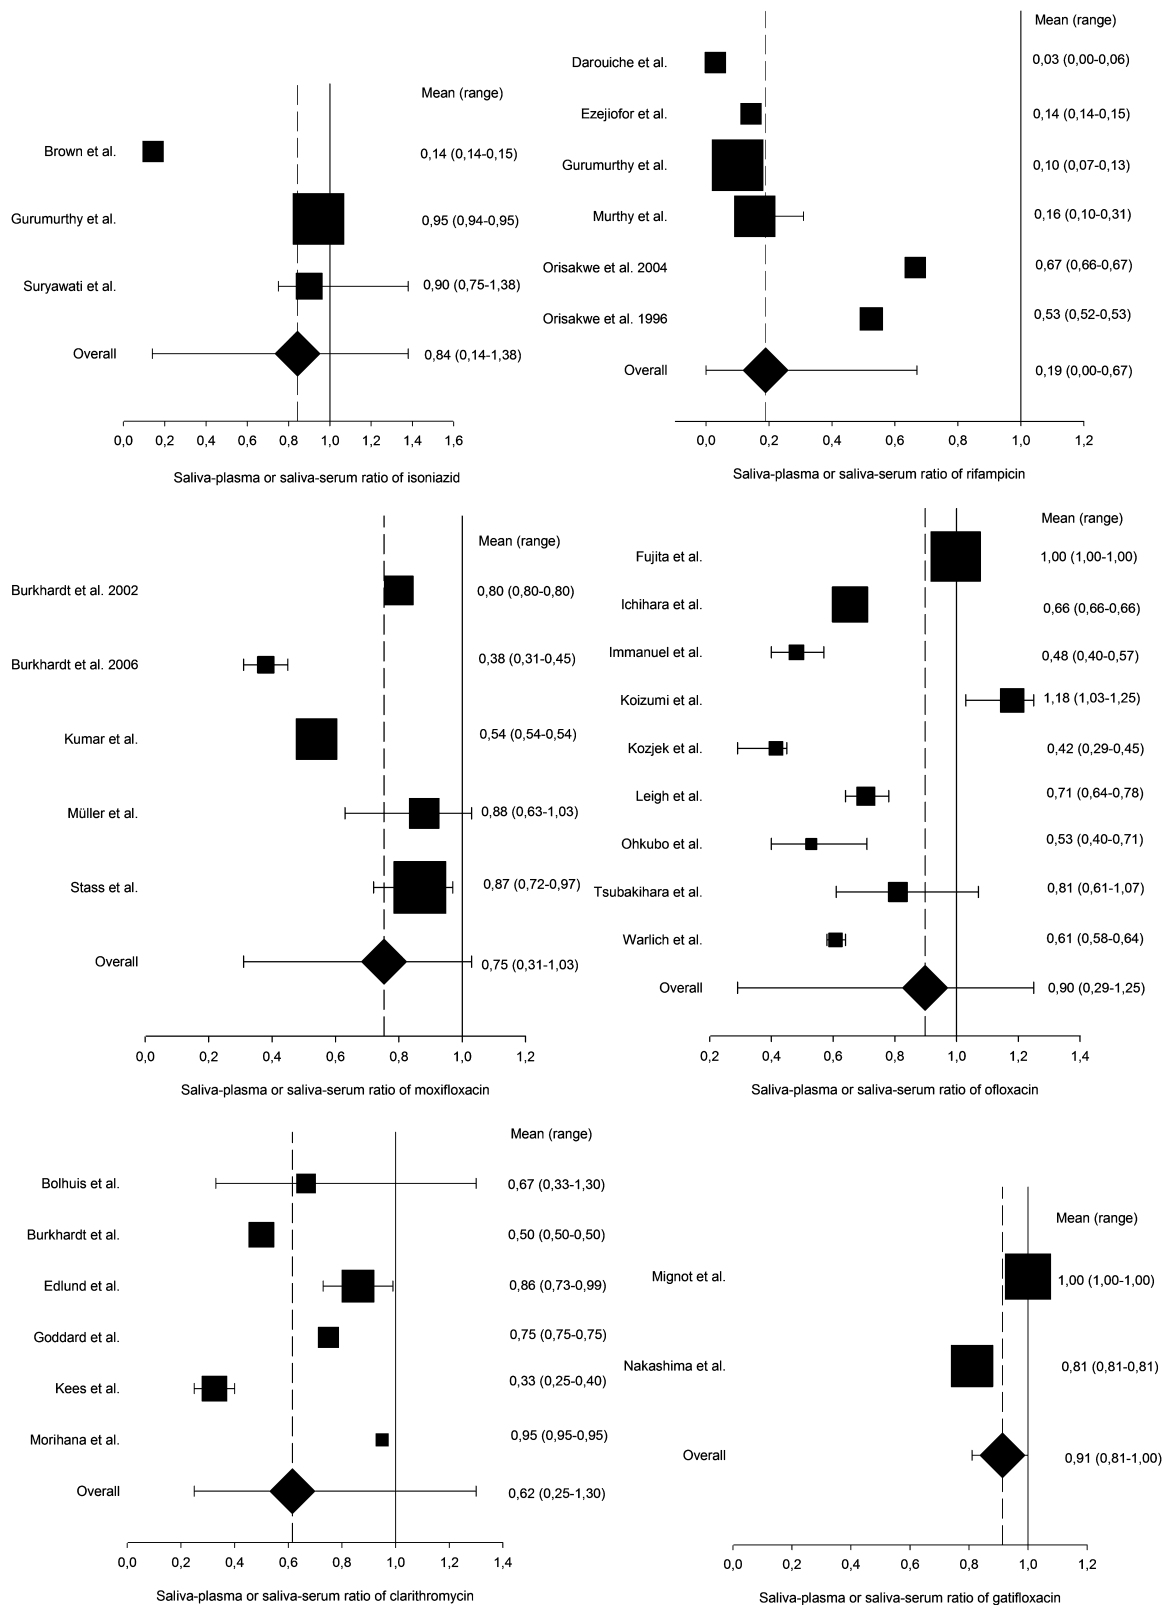 Mean (range)
Brown et al.
0,14 (0,14-0,15)
Gurumurthy et al.
0,95 (0,94-0,95)
Suryawati et al.
0,90 (0,75-1,38)
Overall
0,84 (0,14-1,38)
0,0 0,2 0,4 0,6 0,8 1,0 1,2 1,4 1,6
Saliva-plasma or saliva-serum ratio of isoniazid
Mean (range)
Darouiche et al.
0,03 (0,00-0,06)
Ezejiofor et al.
0,14 (0,14-0,15)
Gurumurthy et al.
0,10 (0,07-0,13)
Murthy et al.
0,16 (0,10-0,31)
Orisakwe et al. 2004
0,67 (0,66-0,67)
Orisakwe et al. 1996
0,53 (0,52-0,53)
Overall
0,19 (0,00-0,67)
0,0 0,2 0,4 0,6 0,8 1,0 1,2
Saliva-plasma or saliva-serum ratio of rifampicin
Mean (range)
Burkhardt et al. 2002
0,80 (0,80-0,80)
Burkhardt et al. 2006
0,38 (0,31-0,45)
Kumar et al.
0,54 (0,54-0,54)
Müller et al.
0,88 (0,63-1,03)
Stass et al.
0,87 (0,72-0,97)
Overall
0,75 (0,31-1,03)
0,0 0,2 0,4 0,6 0,8 1,0 1,2
Saliva-plasma or saliva-serum ratio of moxifloxacin
Mean (range)
Fujita et al.
1,00 (1,00-1,00)
Ichihara et al.
0,66 (0,66-0,66)
Immanuel et al.
0,48 (0,40-0,57)
Koizumi et al.
1,18 (1,03-1,25)
Kozjek et al.
0,42 (0,29-0,45)
Leigh et al.
0,71 (0,64-0,78)
Ohkubo et al.
0,53 (0,40-0,71)
Tsubakihara et al.
0,81 (0,61-1,07)
Warlich et al.
0,61 (0,58-0,64)
Overall
0,90 (0,29-1,25)
0,2 0,4 0,6 0,8 1,0 1,2 1,4
Saliva-plasma or saliva-serum ratio of ofloxacin
Mean (range)
Bolhuis et al.
0,67 (0,33-1,30)
Burkhardt et al.
0,50 (0,50-0,50)
Edlund et al.
0,86 (0,73-0,99)
Goddard et al.
0,75 (0,75-0,75)
Kees et al.
0,33 (0,25-0,40)
Morihana et al.
0,95 (0,95-0,95)
Overall
0,62 (0,25-1,30)
0,0 0,2 0,4 0,6 0,8 1,0 1,2 1,4
Saliva-plasma or saliva-serum ratio of clarithromycin
Mean (range)
Mignot et al.
1,00 (1,00-1,00)
Nakashima et al.
0,81 (0,81-0,81)
Overall
0,91 (0,81-1,00)
0,0 0,2 0,4 0,6 0,8 1,0 1,2
Saliva-plasma or saliva-serum ratio of gatifloxacin